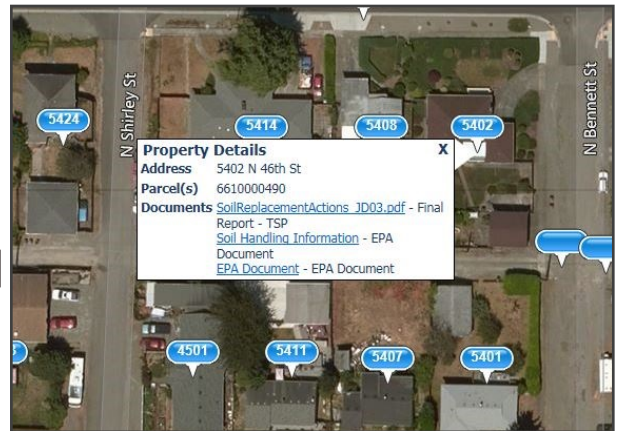 N Shirley St
N Bennett St
5424
5414
5408
5402
Property Details X
Address 5402 N 46th St
Parcel(s) 6610000490
Documents SoilReplacementActions_JD03.pdf - Final
Report - TSP
Soil Handling Information - EPA
Document
EPA Document - EPA Document
4501
5411
5407
5401